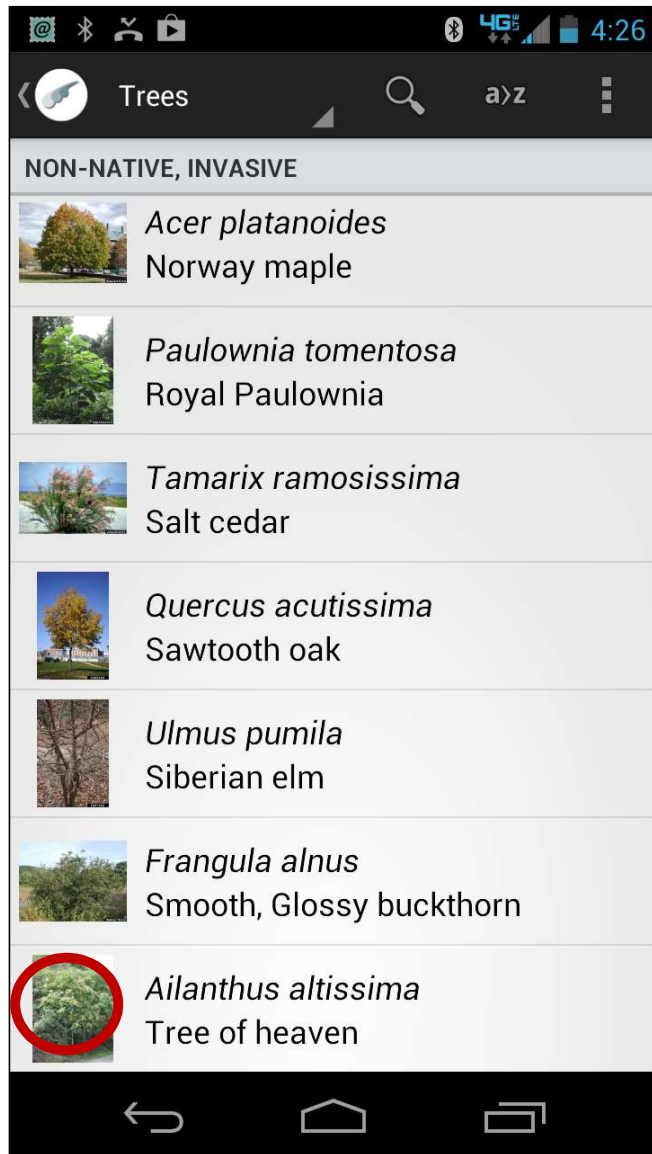 @ 4G 4:26
Trees a>z
NON-NATIVE, INVASIVE
Acer platanoides
Norway maple
Paulownia tomentosa
Royal Paulownia
Tamarix ramosissima
Salt cedar
Quercus acutissima
Sawtooth oak
Ulmus pumila
Siberian elm
Frangula alnus
Smooth, Glossy buckthorn
Ailanthus altissima
Tree of heaven